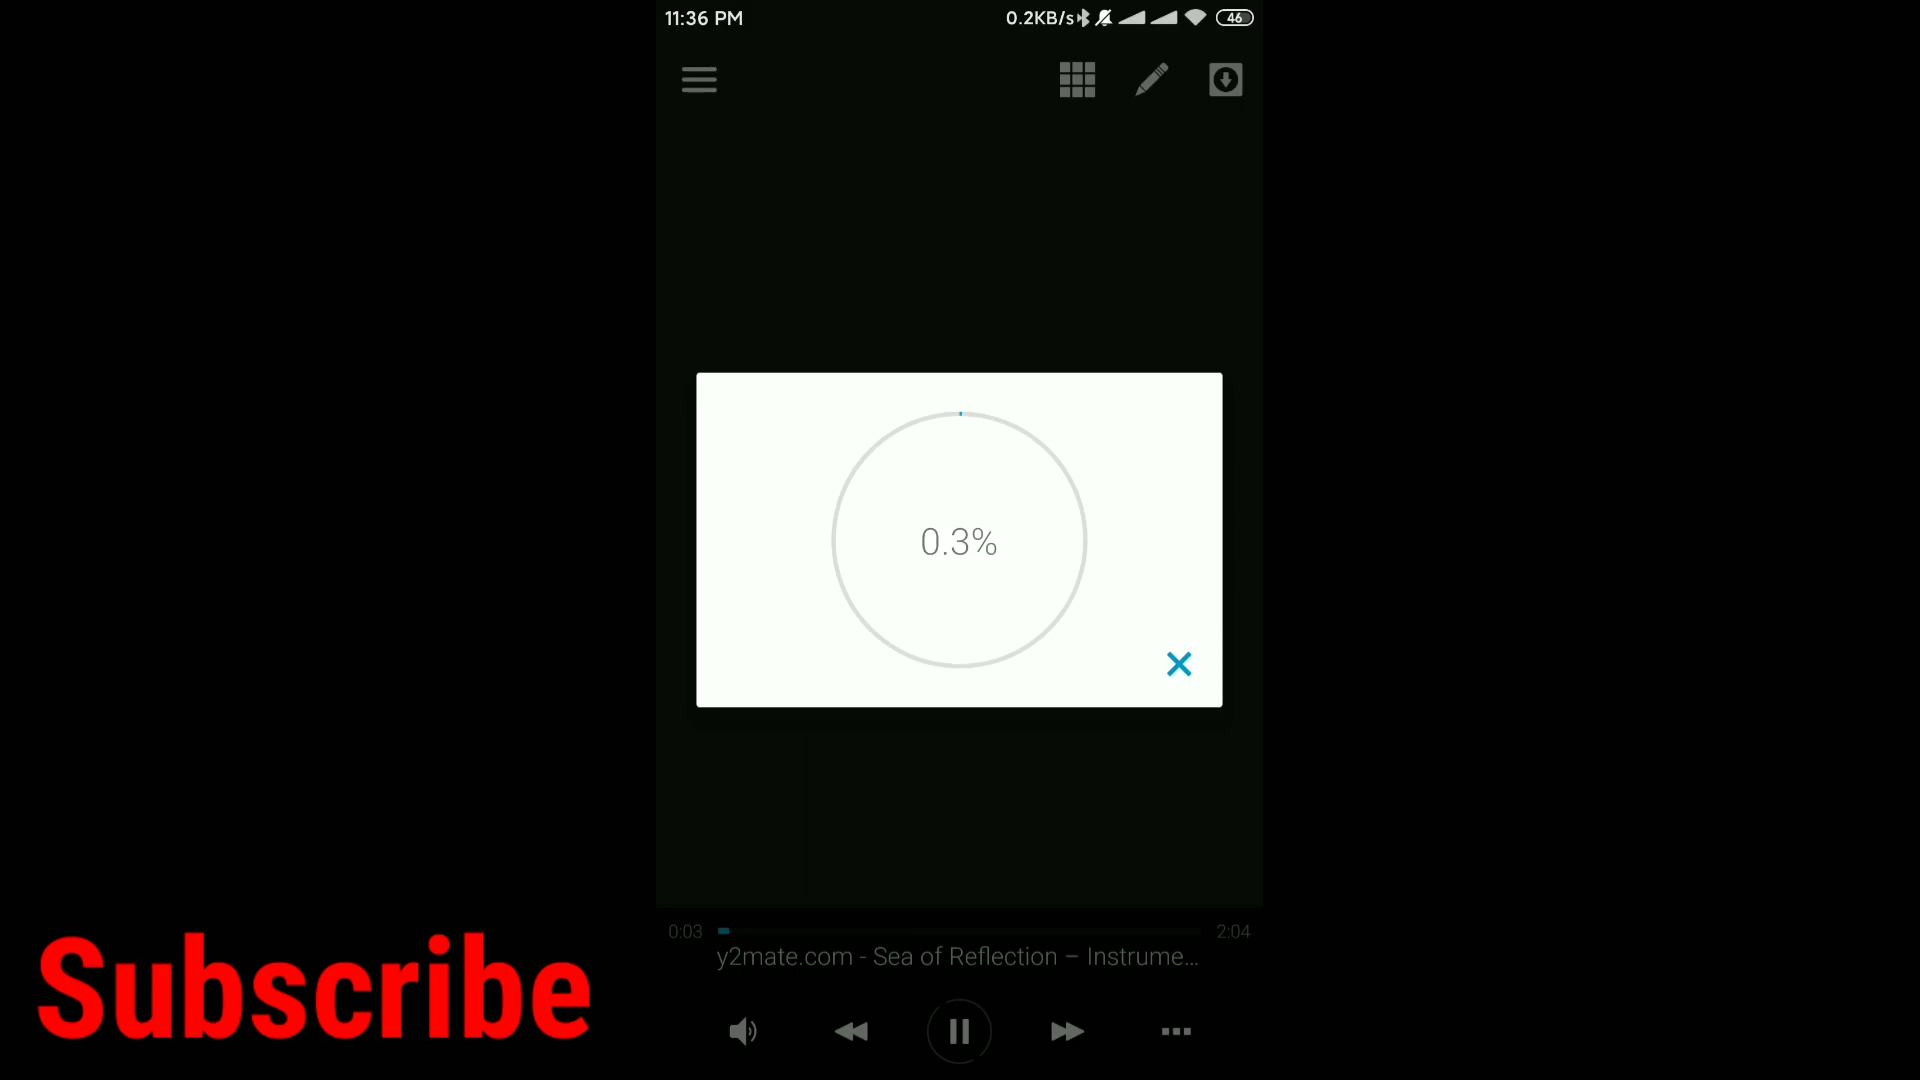 11:36 PM
0.2KB/s
46
0.3%
0:03
2:04
y2mate.com - Sea of Reflection – Instrume...
Subscribe